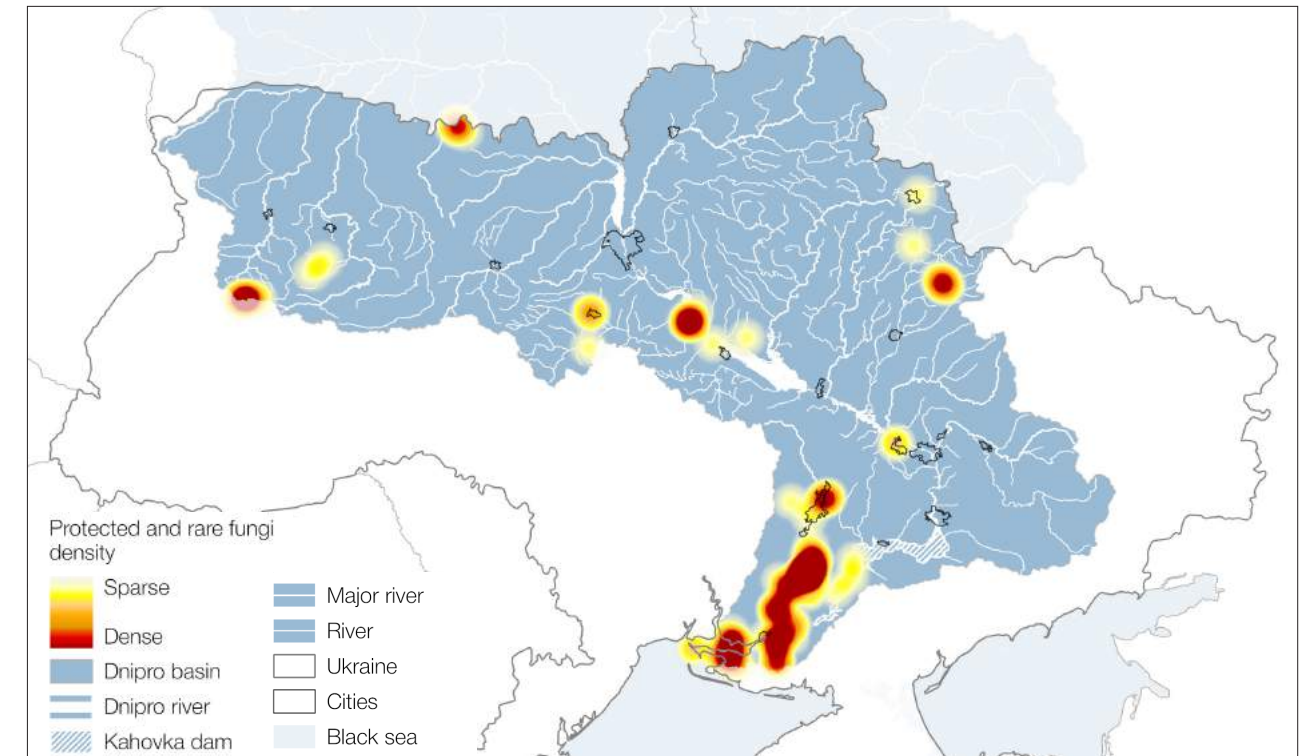 Protected and rare fungi
density
Sparse
Dense
Dnipro basin
Dnipro river
Kahovka dam
Major river
River
Ukraine
Cities
Black sea